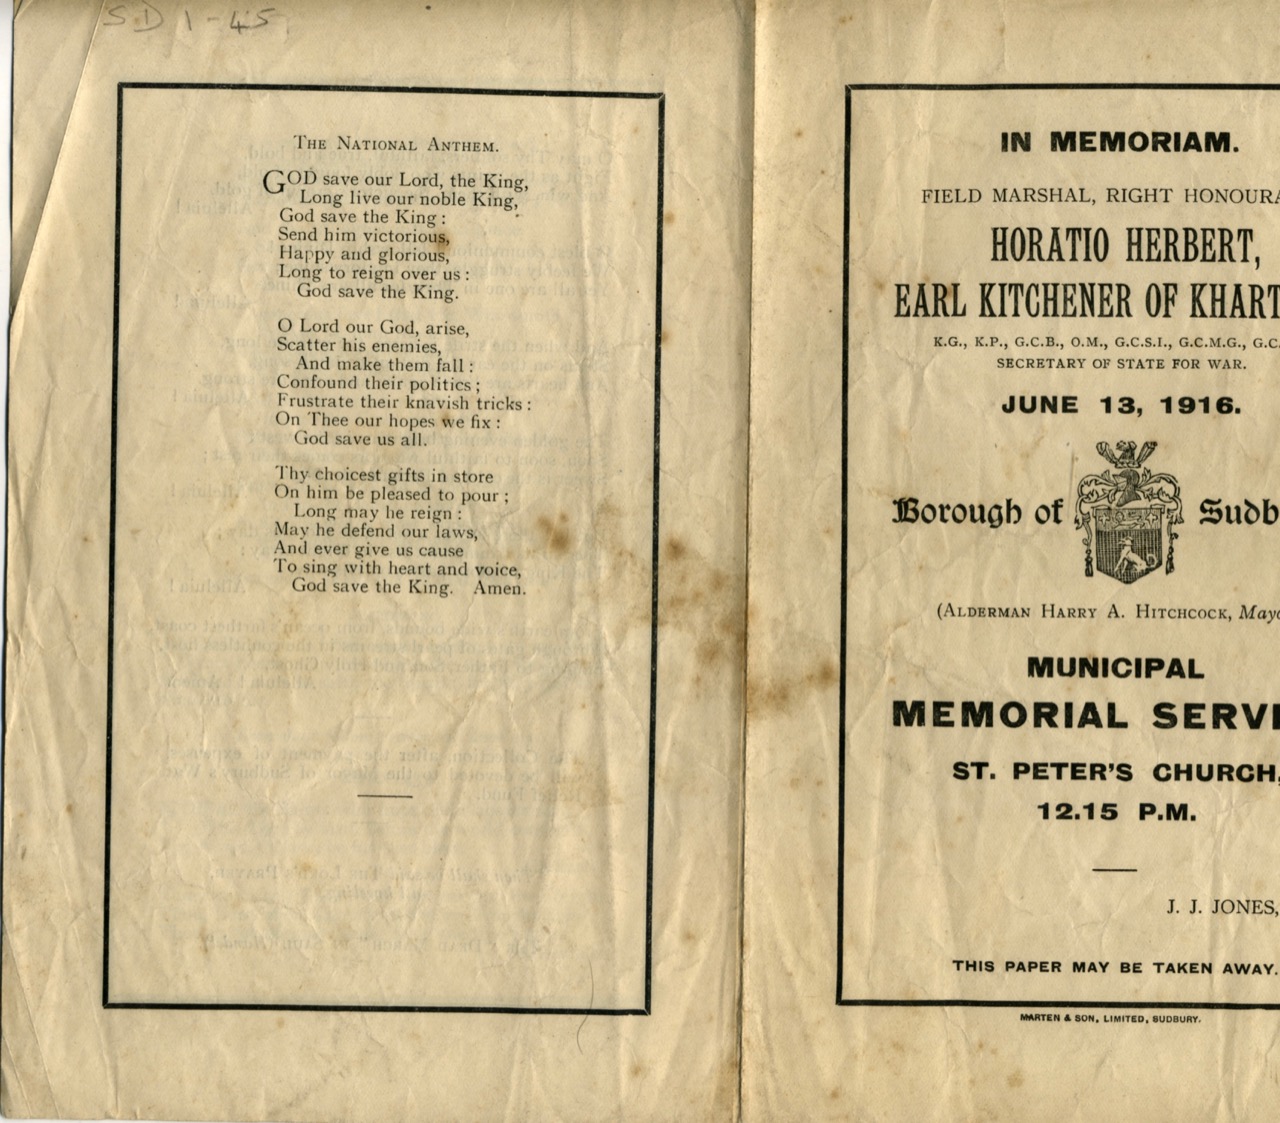 SD 1-45
THE NATIONAL ANTHEM.
GOD save our Lord, the King,
Long live our noble King,
God save the King:
Send him victorious,
Happy and glorious,
Long to reign over us:
God save the King.
O Lord our God, arise,
Scatter his enemies,
And make them fall:
Confound their politics;
Frustrate their knavish tricks:
On Thee our hopes we fix:
God save us all.
Thy choicest gifts in store
On him be pleased to pour;
Long may he reign:
May he defend our laws,
And ever give us cause
To sing with heart and voice,
God save the King. Amen.
IN MEMORIAM.
FIELD MARSHAL, RIGHT HONOURA
HORATIO HERBERT,
EARL KITCHENER OF KHART
K.G., K.P., G.C.B., O.M., G.C.S.I., G.C.M.G., G.C.
SECRETARY OF STATE FOR WAR.
JUNE 13, 1916.
Borough of Sudb
(ALDERMAN HARRY A. HITCHCOCK, Mayo
MUNICIPAL
MEMORIAL SERVI
ST. PETER'S CHURCH,
12.15 P.M.
J. J. JONES,
THIS PAPER MAY BE TAKEN AWAY.
MARTEN & SON, LIMITED, SUDBURY.